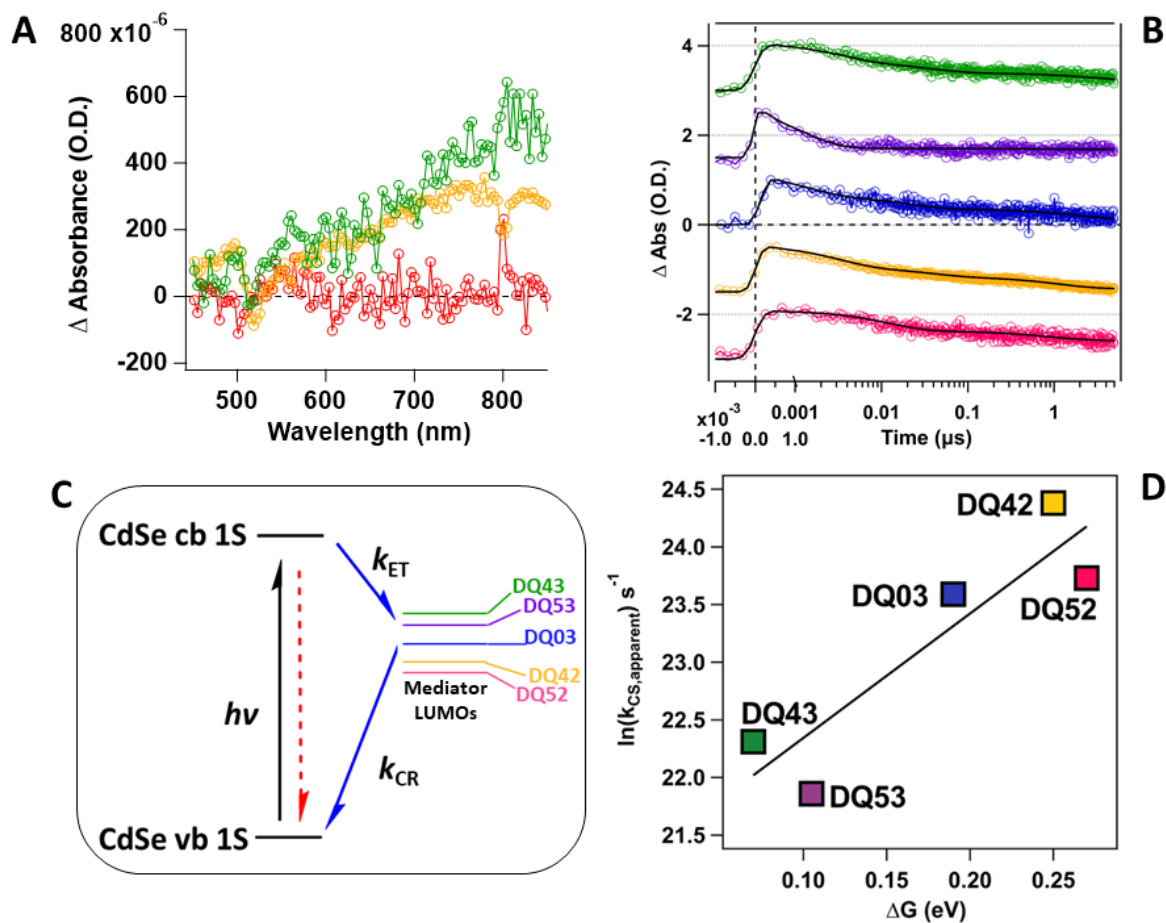 A
800 x10⁻⁶
600
400
200
0
-200
Δ Absorbance (O.D.)
500
600
700
800
Wavelength (nm)
B
4
2
0
-2
Δ Abs (O.D.)
x10⁻³
-1.0
0.0
1.0
0.001
0.01
0.1
1
Time (µs)
C
CdSe cb 1S
kET
DQ43
DQ53
DQ03
DQ42
DQ52
Mediator
LUMOs
hν
kCR
CdSe vb 1S
D
24.5
24.0
23.5
23.0
22.5
22.0
21.5
ln(kCS,apparent) s⁻¹
DQ42
DQ03
DQ52
DQ43
DQ53
0.10
0.15
0.20
0.25
ΔG (eV)